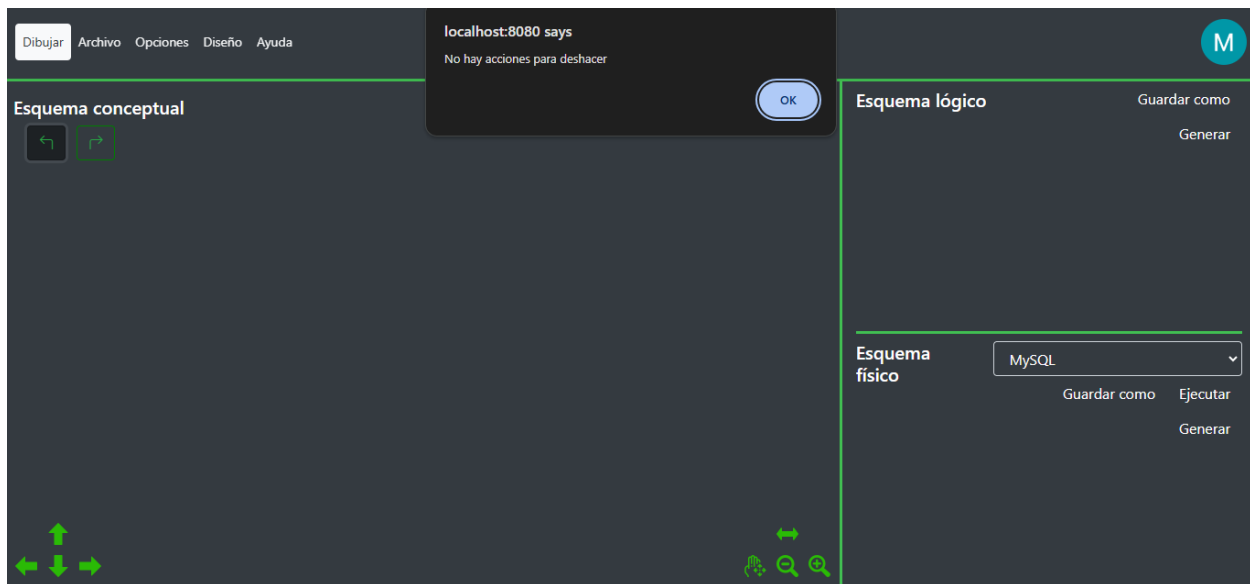 Dibujar Archivo Opciones Diseño Ayuda
localhost:8080 says
No hay acciones para deshacer
OK
M
Esquema conceptual
Esquema lógico
Guardar como
Generar
Esquema
físico
MySQL
Guardar como Ejecutar
Generar